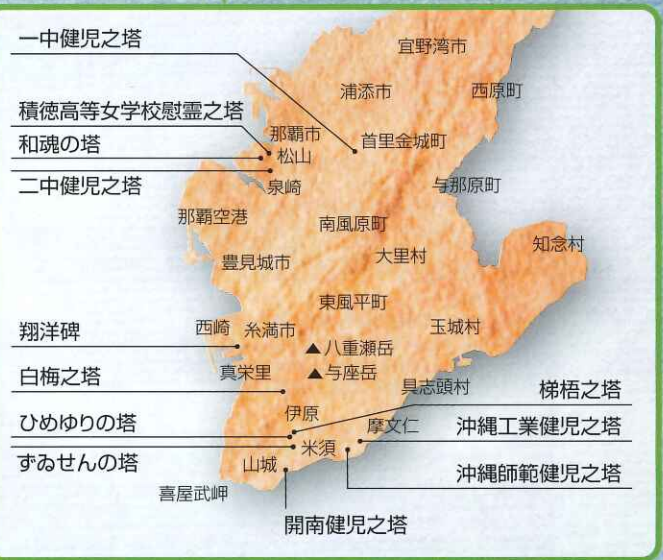 一中健児之塔
宜野湾市
浦添市
西原町
積徳高等女学校慰霊之塔
那覇市
首里金城町
和魂の塔
松山
二中健児之塔
泉崎
与那原町
那覇空港
南風原町
知念村
豊見城市
大里村
東風平町
翔洋碑
西崎
糸満市
玉城村
▲八重瀬岳
白梅之塔
真栄里
▲与座岳
具志頭村
梯梧之塔
ひめゆりの塔
伊原
摩文仁
沖縄工業健児之塔
ずゐせんの塔
米須
山城
沖縄師範健児之塔
喜屋武岬
開南健児之塔